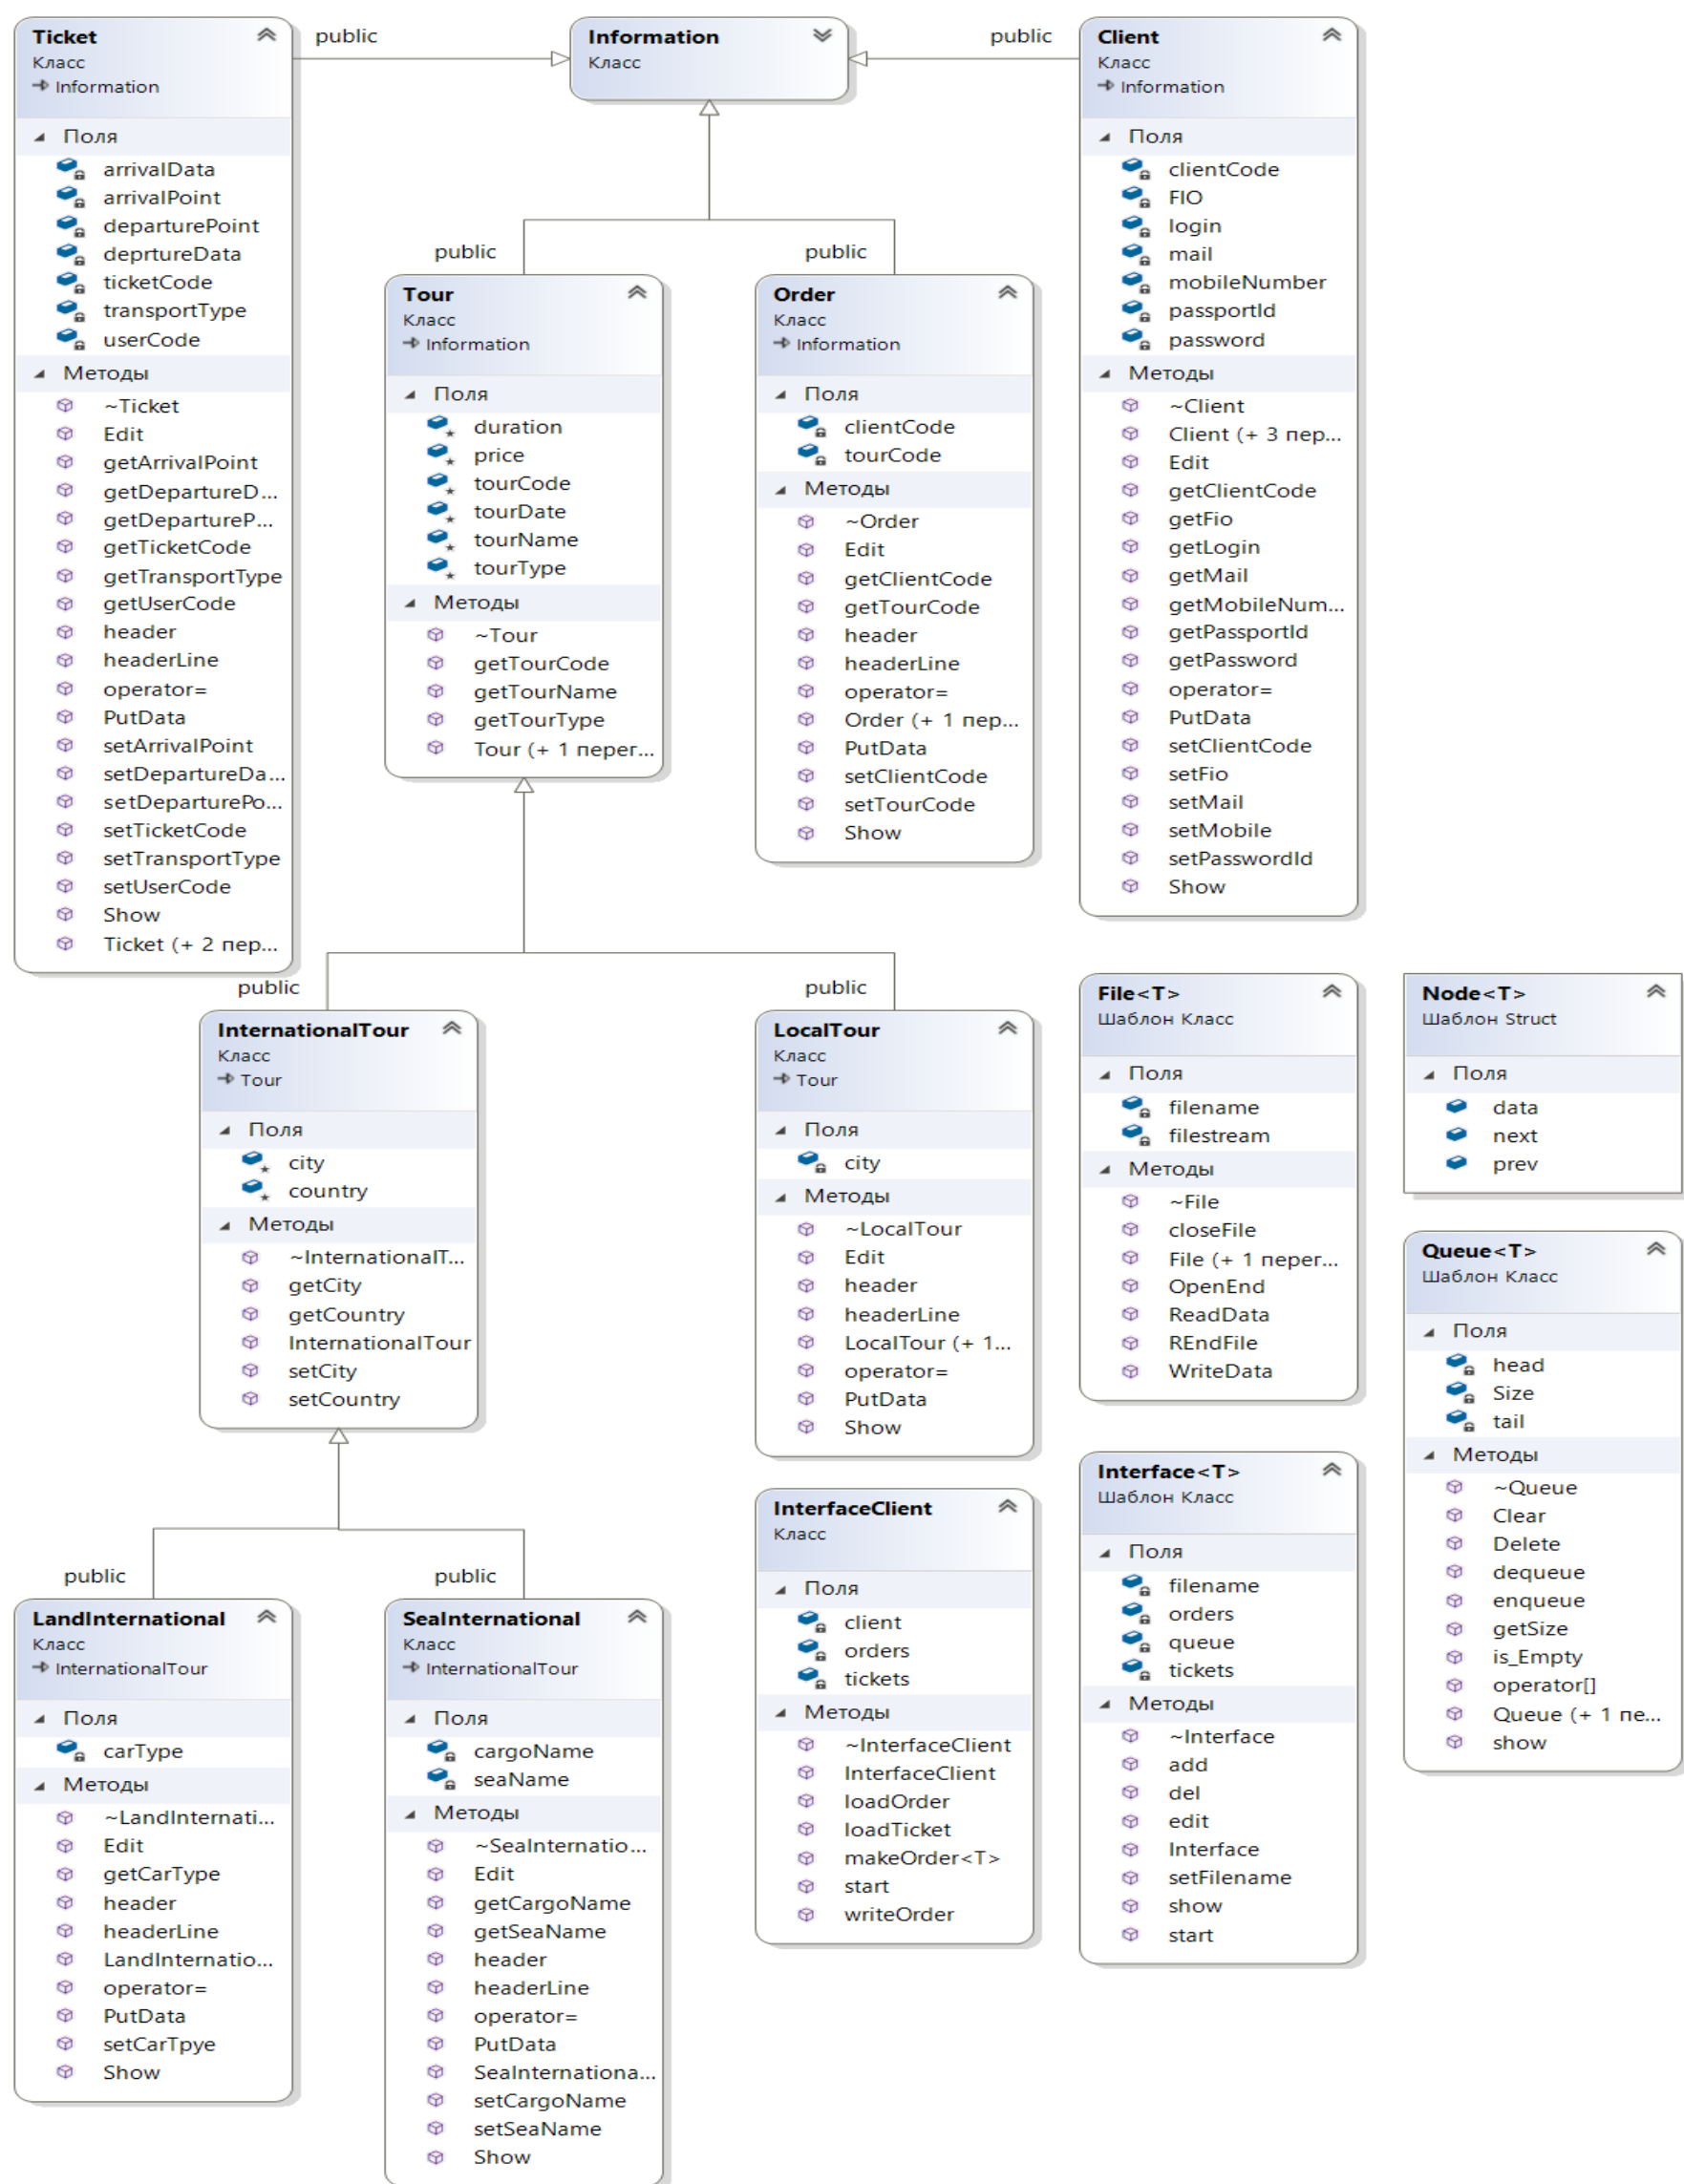 Ticket
Класс
Information
Поля
arrivalData
arrivalPoint
departurePoint
deprtureData
ticketCode
transportType
userCode
Методы
~Ticket
Edit
getArrivalPoint
getDepartureD...
getDepartureP...
getTicketCode
getTransportType
getUserCode
header
headerLine
operator=
PutData
setArrivalPoint
setDepartureDa...
setDeparturePo...
setTicketCode
setTransportType
setUserCode
Show
Ticket (+ 2 пер...
public
Information
Класс
public
Client
Класс
Information
Поля
clientCode
FIO
login
mail
mobileNumber
passportId
password
Методы
~Client
Client (+ 3 пер...
Edit
getClientCode
getFio
getLogin
getMail
getMobileNum...
getPassportId
getPassword
operator=
PutData
setClientCode
setFio
setMail
setMobile
setPasswordId
Show
public
Tour
Класс
Information
Поля
duration
price
tourCode
tourDate
tourName
tourType
Методы
~Tour
getTourCode
getTourName
getTourType
Tour (+ 1 перег...
public
Order
Класс
Information
Поля
clientCode
tourCode
Методы
~Order
Edit
getClientCode
getTourCode
header
headerLine
operator=
Order (+ 1 пер...
PutData
setClientCode
setTourCode
Show
public
InternationalTour
Класс
Tour
Поля
city
country
Методы
~InternationalT...
getCity
getCountry
InternationalTour
setCity
setCountry
public
LocalTour
Класс
Tour
Поля
city
Методы
~LocalTour
Edit
header
headerLine
LocalTour (+ 1...
operator=
PutData
Show
File<T>
Шаблон Класс
Поля
filename
filestream
Методы
~File
closeFile
File (+ 1 перег...
OpenEnd
ReadData
REndFile
WriteData
Node<T>
Шаблон Struct
Поля
data
next
prev
Queue<T>
Шаблон Класс
Поля
head
Size
tail
Методы
~Queue
Clear
Delete
dequeue
enqueue
getSize
is_Empty
operator[]
Queue (+ 1 пе...
show
public
LandInternational
Класс
InternationalTour
Поля
carType
Методы
~LandInternati...
Edit
getCarType
header
headerLine
LandInternatio...
operator=
PutData
setCarTpye
Show
public
SeaInternational
Класс
InternationalTour
Поля
cargoName
seaName
Методы
~SeaInternatio...
Edit
getCargoName
getSeaName
header
headerLine
operator=
PutData
SeaInternationa...
setCargoName
setSeaName
Show
InterfaceClient
Класс
Поля
client
orders
tickets
Методы
~InterfaceClient
InterfaceClient
loadOrder
loadTicket
makeOrder<T>
start
writeOrder
Interface<T>
Шаблон Класс
Поля
filename
orders
queue
tickets
Методы
~Interface
add
del
edit
Interface
setFilename
show
start